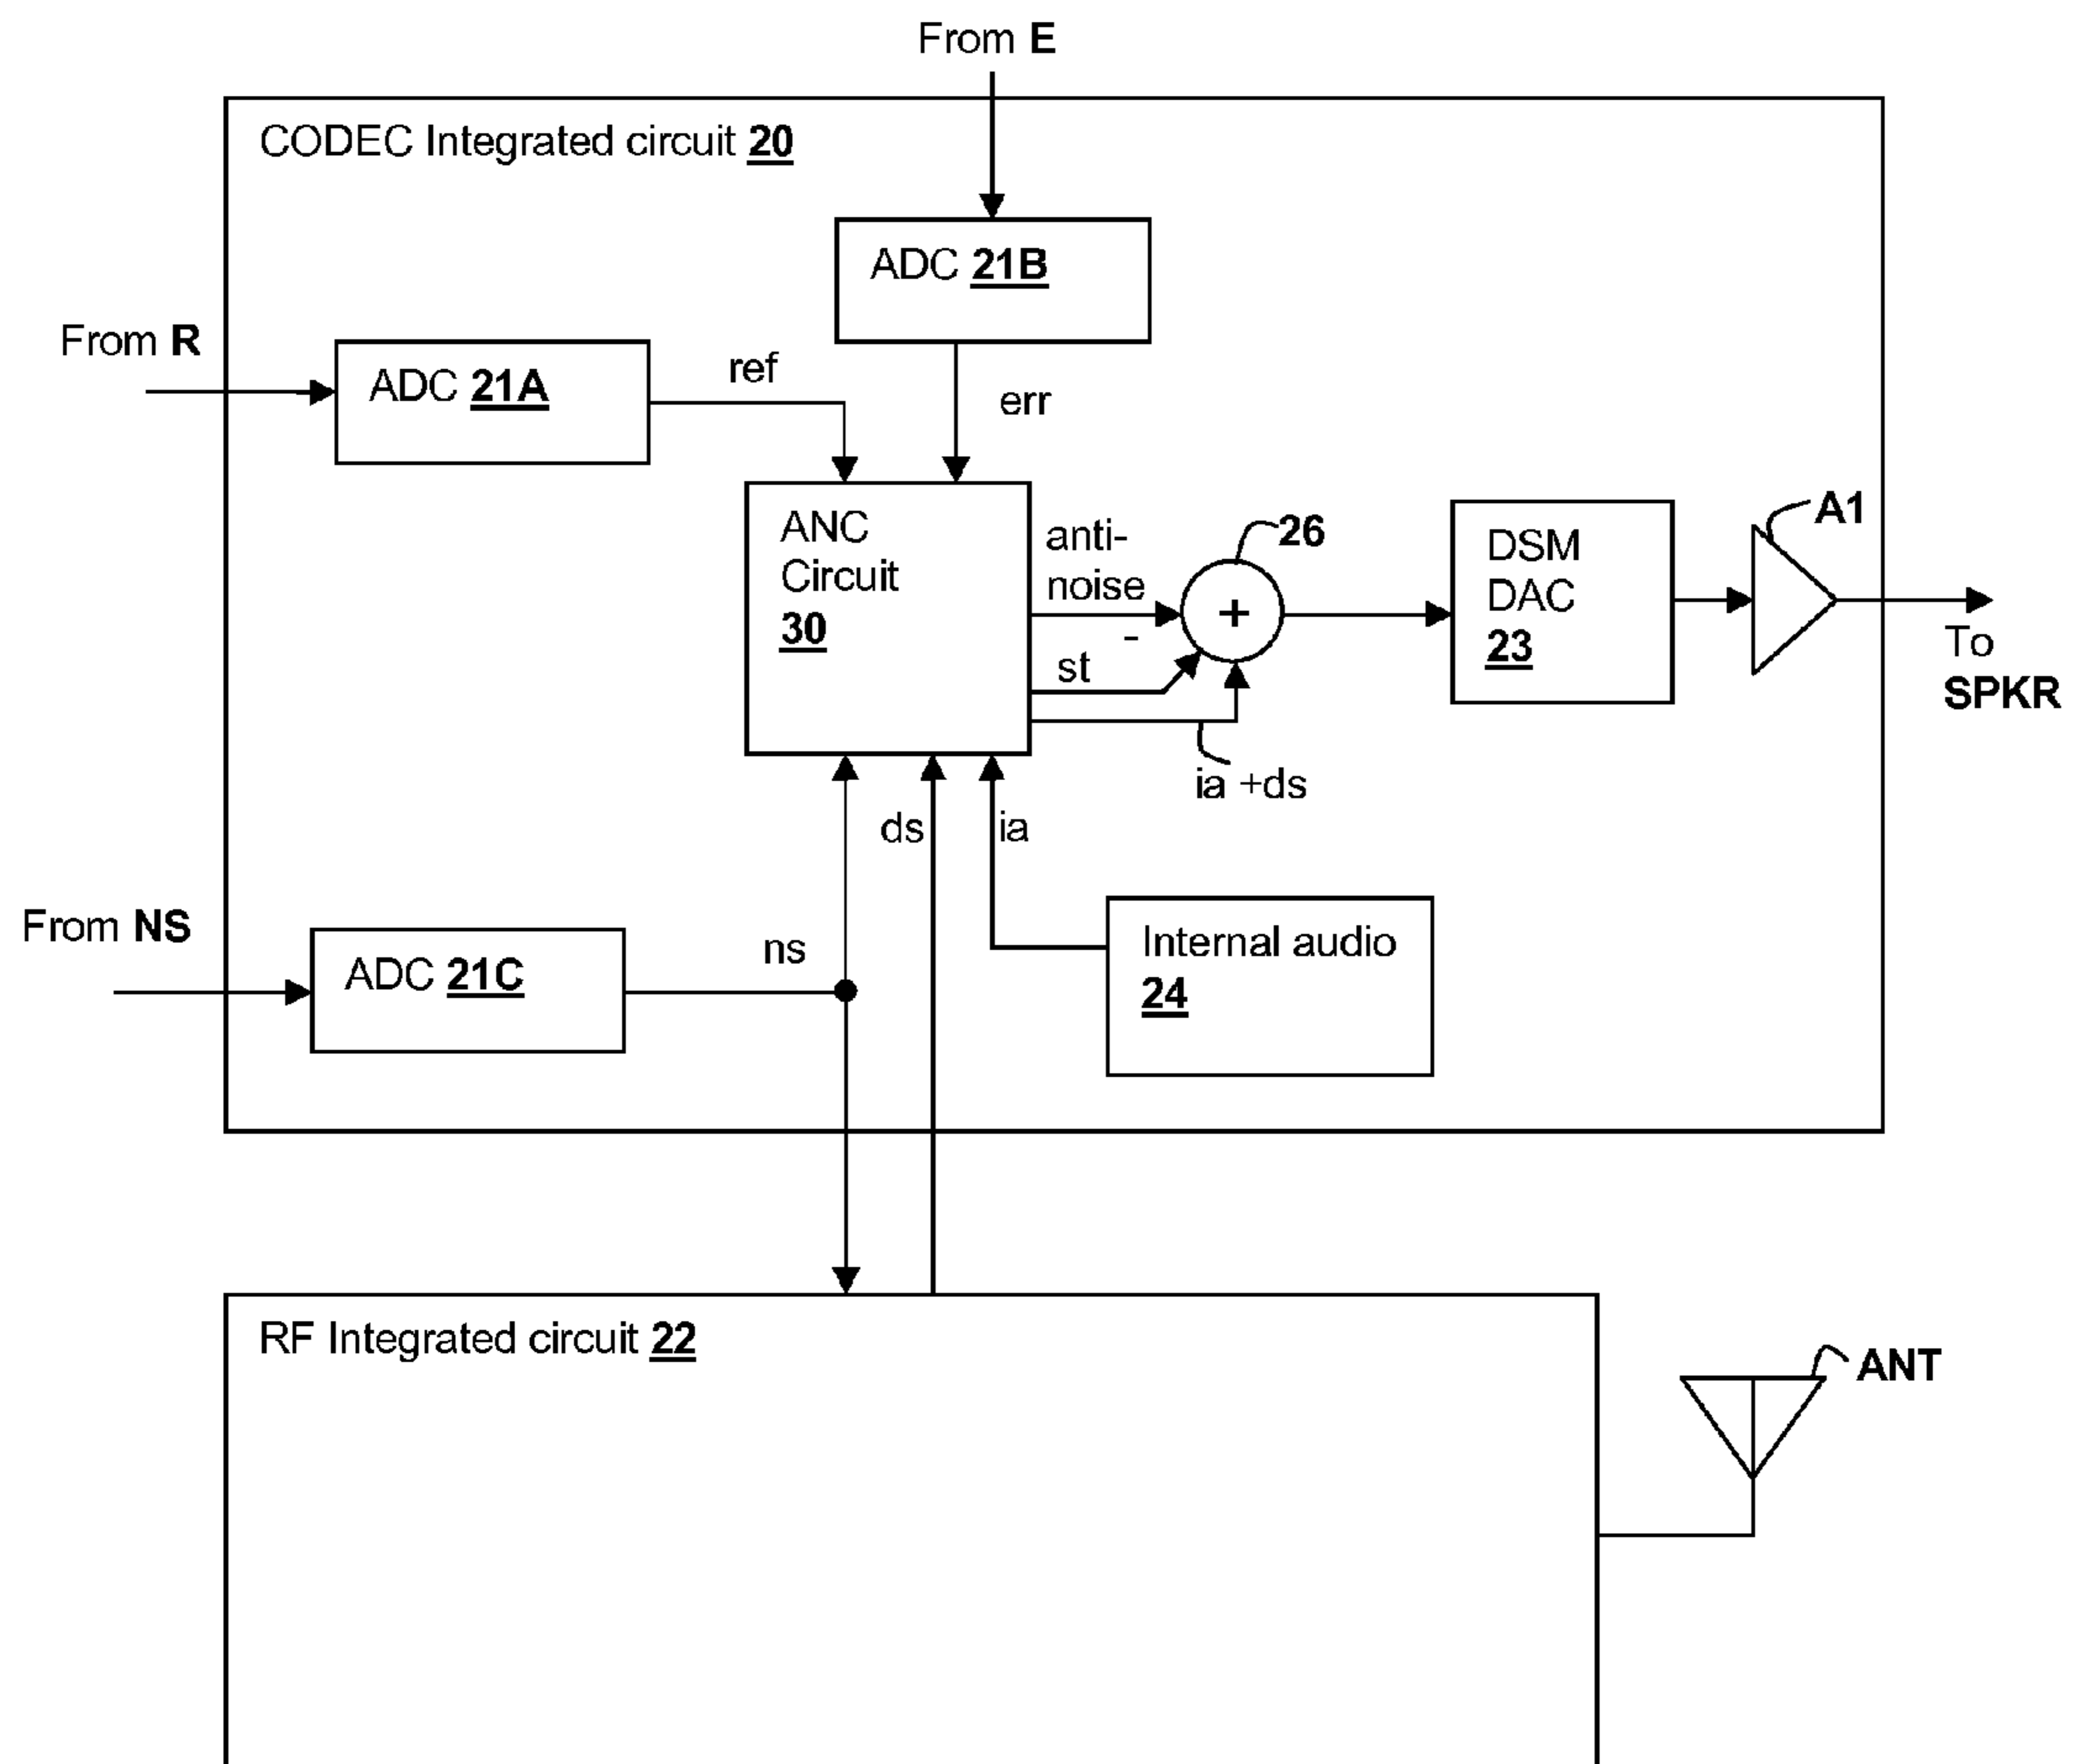 From E
CODEC Integrated circuit 20
ADC 21B
From R
ADC 21A
ref
err
ANC
Circuit
30
anti-
noise
-
st
26
+
DSM
DAC
23
A1
To
SPKR
ia +ds
ds
ia
From NS
ADC 21C
ns
Internal audio
24
RF Integrated circuit 22
ANT